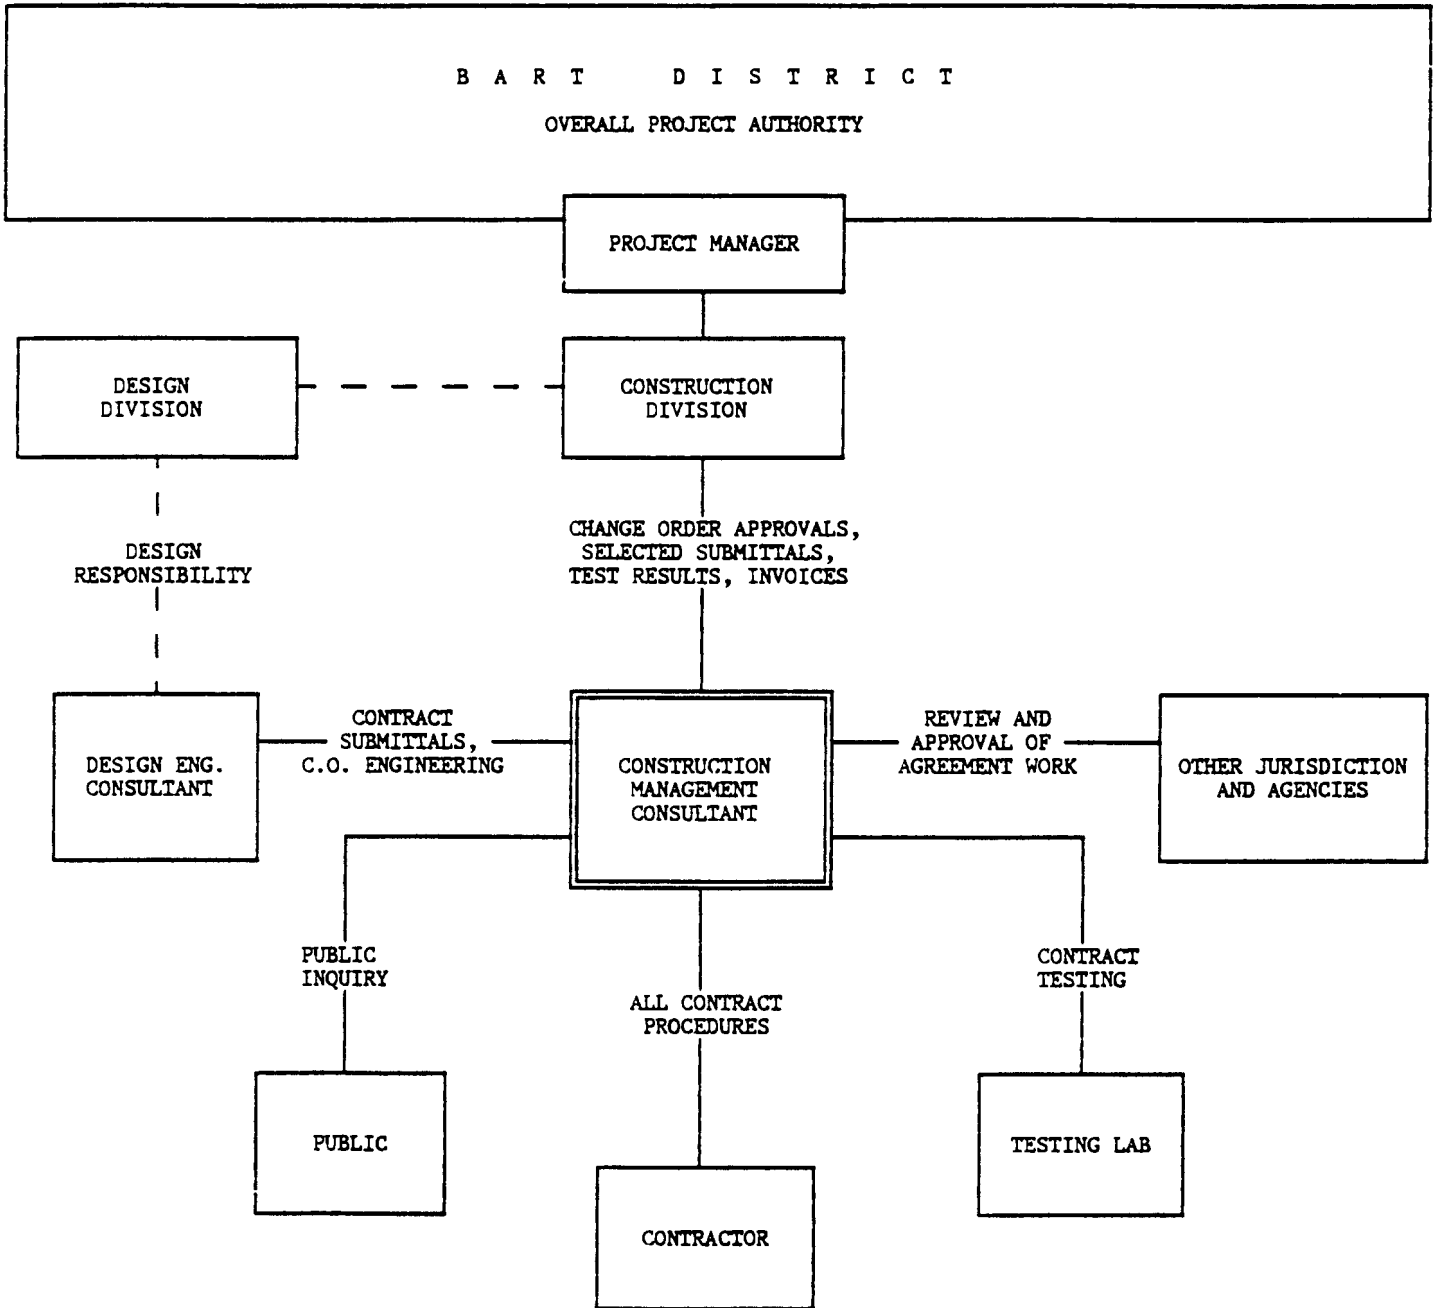 B A R T D I S T R I C T
OVERALL PROJECT AUTHORITY
PROJECT MANAGER
DESIGN
DIVISION
CONSTRUCTION
DIVISION
DESIGN
RESPONSIBILITY
CHANGE ORDER APPROVALS,
SELECTED SUBMITTALS,
TEST RESULTS, INVOICES
DESIGN ENG.
CONSULTANT
CONTRACT
SUBMITTALS,
C.O. ENGINEERING
CONSTRUCTION
MANAGEMENT
CONSULTANT
REVIEW AND
APPROVAL OF
AGREEMENT WORK
OTHER JURISDICTION
AND AGENCIES
PUBLIC
INQUIRY
ALL CONTRACT
PROCEDURES
CONTRACT
TESTING
PUBLIC
CONTRACTOR
TESTING LAB